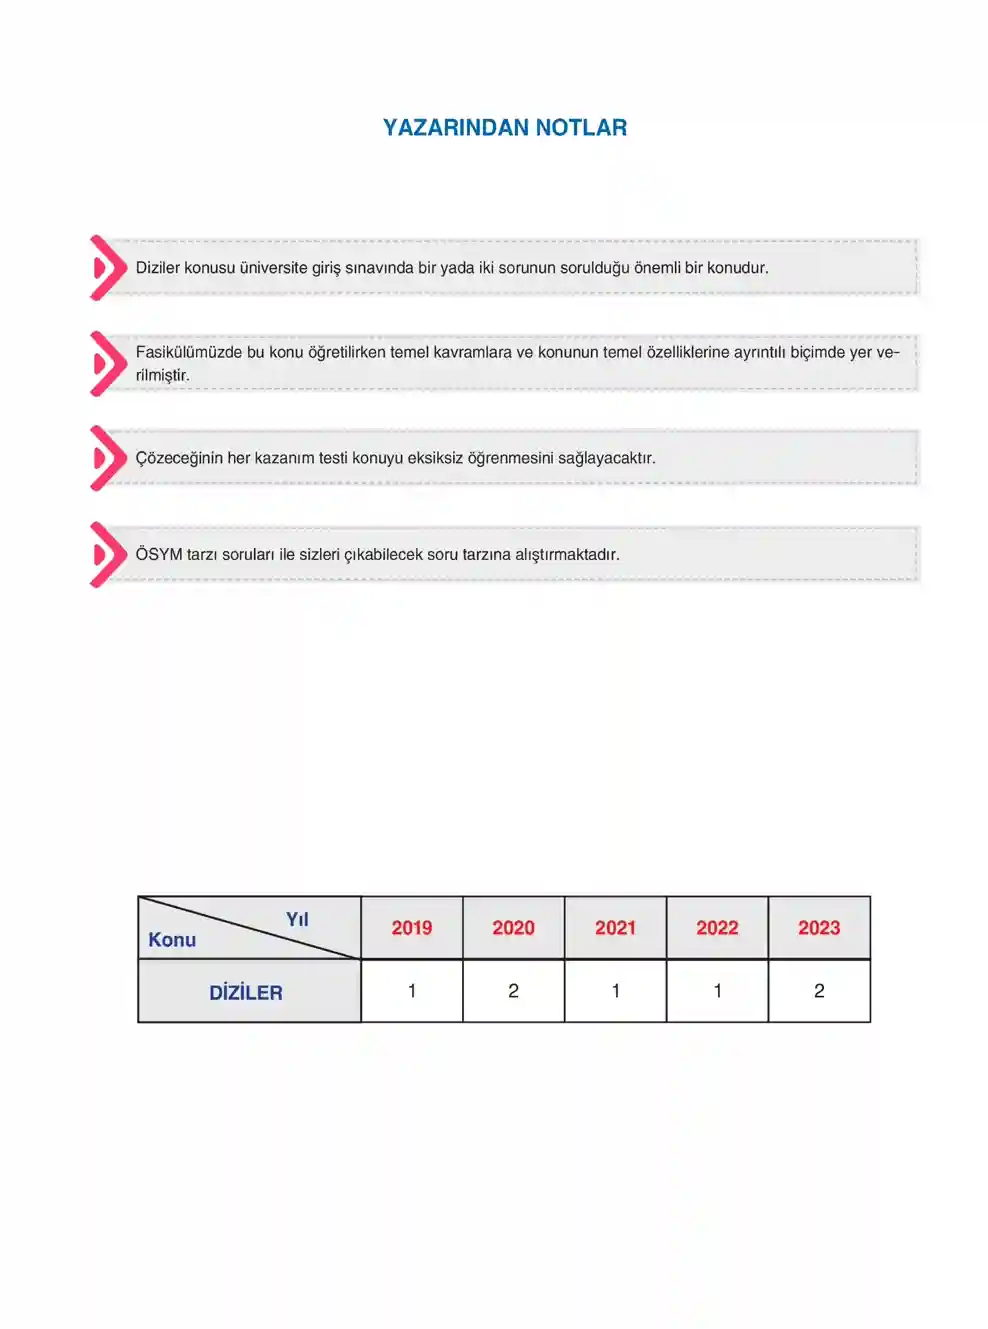 YAZARINDAN NOTLAR
Diziler konusu üniversite giriş sınavında bir yada iki sorunun sorulduğu önemli bir konudur.
Fasikülümüzde bu konu öğretilirken temel kavramlara ve konunun temel özelliklerine ayrıntılı biçimde yer ve-
rilmiştir.
Çözeceğinin her kazanım testi konuyu eksiksiz öğrenmesini sağlayacaktır.
ÖSYM tarzı soruları ile sizleri çıkabilecek soru tarzına alıştırmaktadır.
Konu Yıl 2019 2020 2021 2022 2023
DİZİLER 1 2 1 1 2